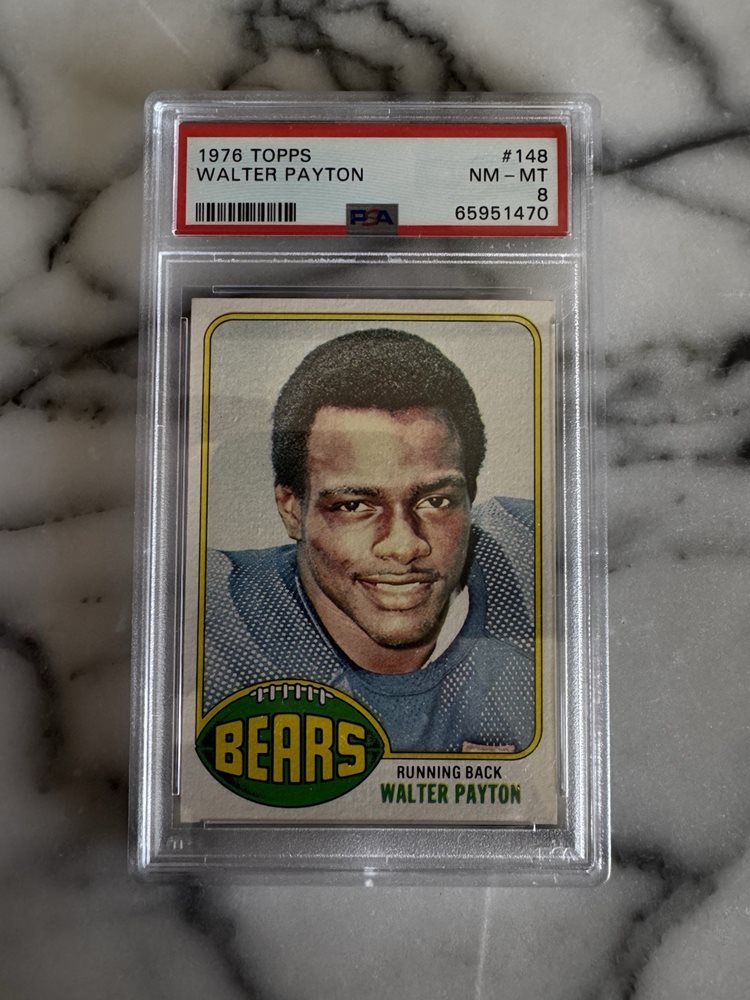 1976 TOPPS #148
WALTER PAYTON NM - MT
8
PSA 65951470
BEARS
RUNNING BACK
WALTER PAYTON